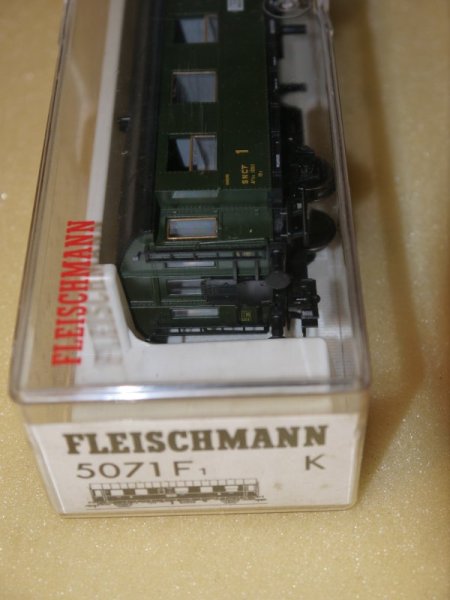 1
SNCF
FLEISCHMANN
FLEISCHMANN
5071 F1 K